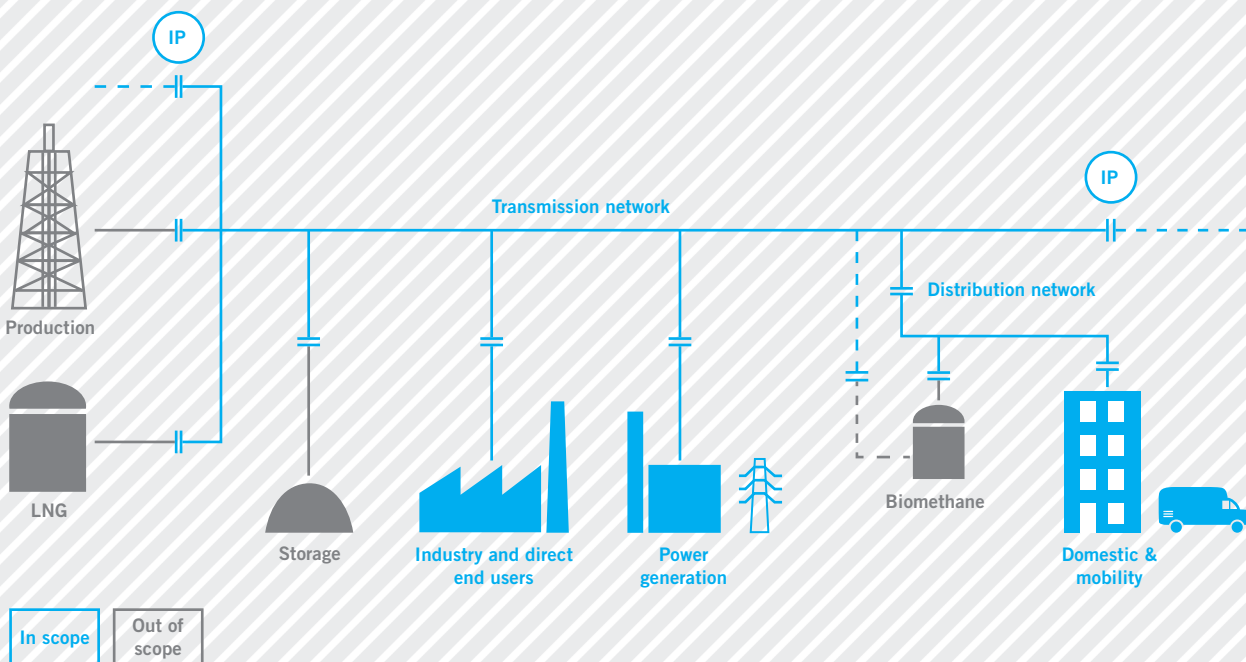 IP
IP
Transmission network
Distribution network
Production
LNG
Storage
Industry and direct
end users
Power
generation
Biomethane
Domestic &
mobility
In scope
Out of
scope